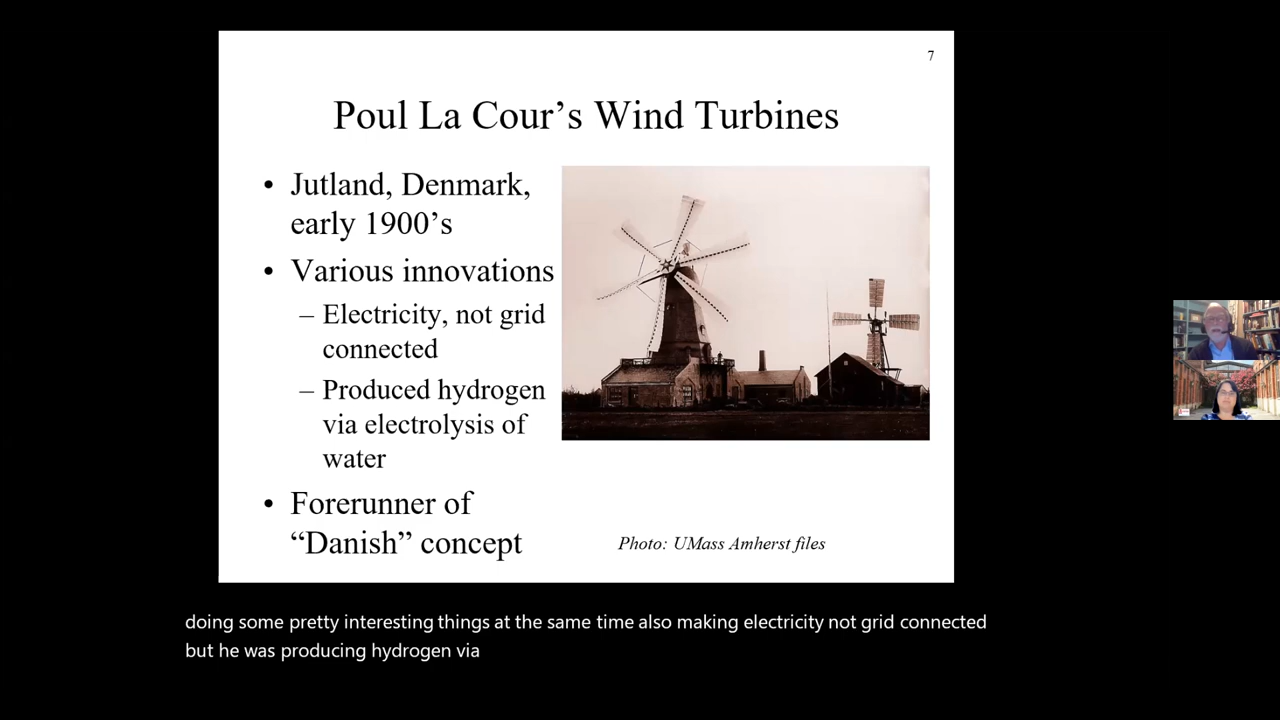 7
Poul La Cour’s Wind Turbines
• Jutland, Denmark,
early 1900’s
• Various innovations
– Electricity, not grid
connected
– Produced hydrogen
via electrolysis of
water
• Forerunner of
“Danish” concept
Photo: UMass Amherst files
doing some pretty interesting things at the same time also making electricity not grid connected
but he was producing hydrogen via